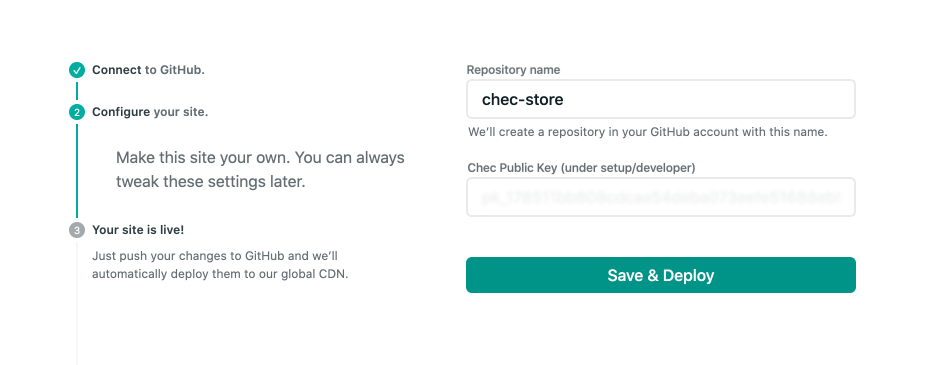 Connect to GitHub.
2
Configure your site.
Make this site your own. You can always
tweak these settings later.
3
Your site is live!
Just push your changes to GitHub and we'll
automatically deploy them to our global CDN.
Repository name
chec-store
We'll create a repository in your GitHub account with this name.
Chec Public Key (under setup/developer)
Save & Deploy